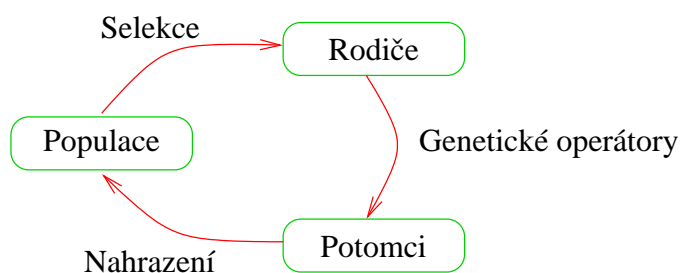 Selekce
Rodiče
Populace
Genetické operátory
Potomci
Nahrazení